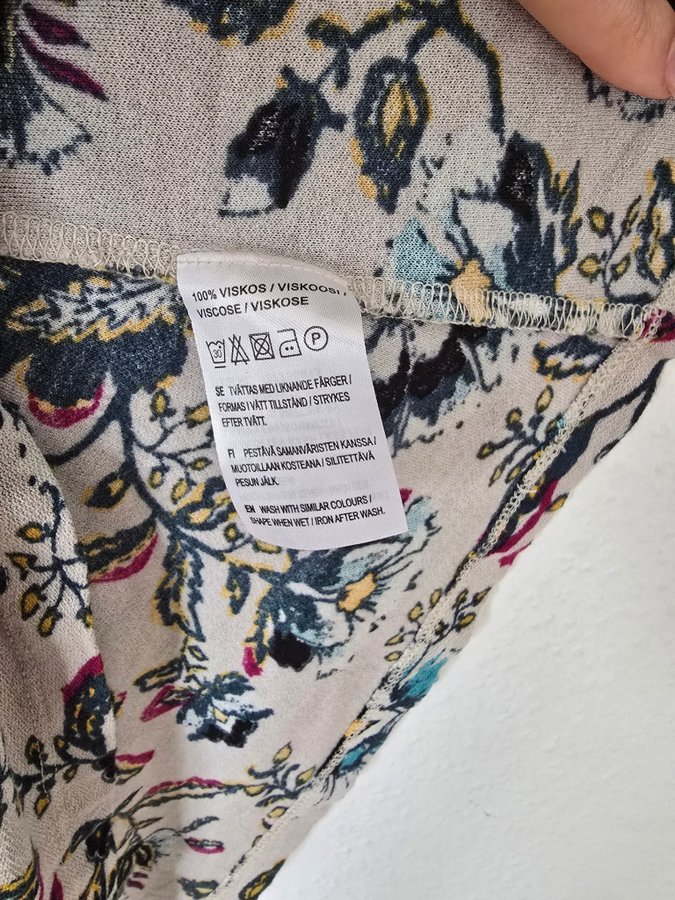 100% VISKOS / VISKOOSI /
VISCOSE / VISKOSE
30 P
SE TVÄTTAS MED LIKNANDE FÄRGER /
FORMAS I VÅTT TILLSTÅND / STRYKES
EFTER TVÄTT.
FI PESTÄVÄ SAMANVÄRISTEN KANSSA /
MUOTOILLAAN KOSTEANA / SILITETTÄVÄ
PESUN JÄLK.
EN WASH WITH SIMILAR COLOURS /
SHAPE WHEN WET / IRON AFTER WASH.